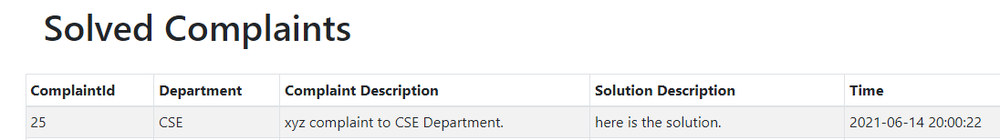 Solved Complaints
ComplaintId Department Complaint Description Solution Description Time
25 CSE xyz complaint to CSE Department. here is the solution. 2021-06-14 20:00:22